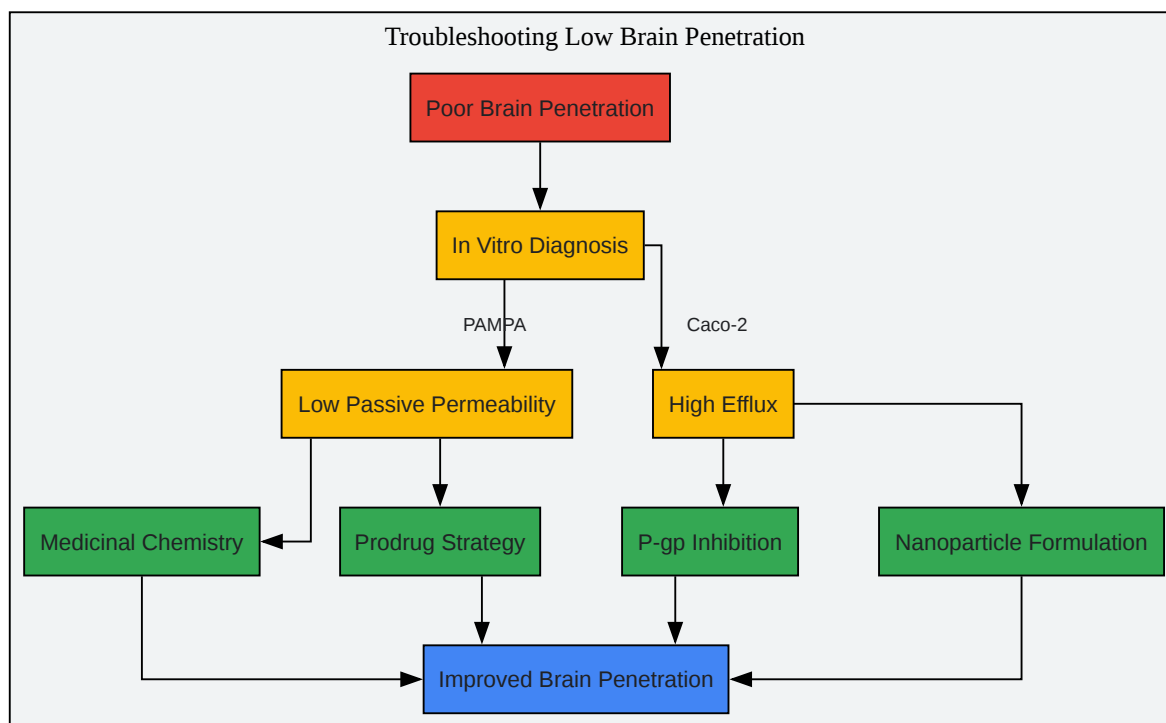 Troubleshooting Low Brain Penetration
Poor Brain Penetration
In Vitro Diagnosis
PAMPA
Caco-2
Low Passive Permeability
High Efflux
Medicinal Chemistry
Prodrug Strategy
P-gp Inhibition
Nanoparticle Formulation
Improved Brain Penetration